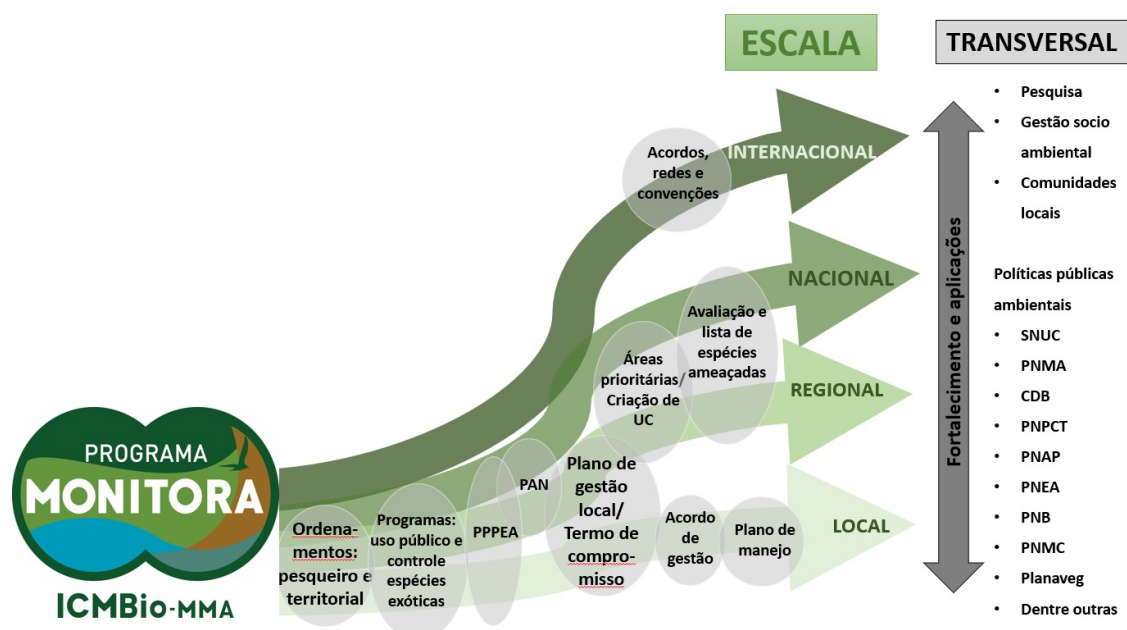 ESCALA
TRANSVERSAL
INTERNACIONAL
NACIONAL
REGIONAL
LOCAL
Acordos,
redes e
convenções
Avaliação e
lista de
espécies
ameaçadas
Áreas
prioritárias/
Criação de
UC
PAN
PPPEA
Plano de
gestão
local/
Termo de
compro-
misso
Acordo
de
gestão
Plano
de manejo
Programas:
uso público e
controle
espécies
exóticas
Ordena-
mentos:
pesqueiro e
territorial
PROGRAMA
MONITORA
ICMBio-MMA
Fortalecimento e aplicações
• Pesquisa
• Gestão socio
ambiental
• Comunidades
locais
Políticas públicas
ambientais
• SNUC
• PNMA
• CDB
• PNPCT
• PNAP
• PNEA
• PNB
• PNMC
• Planaveg
• Dentre outras